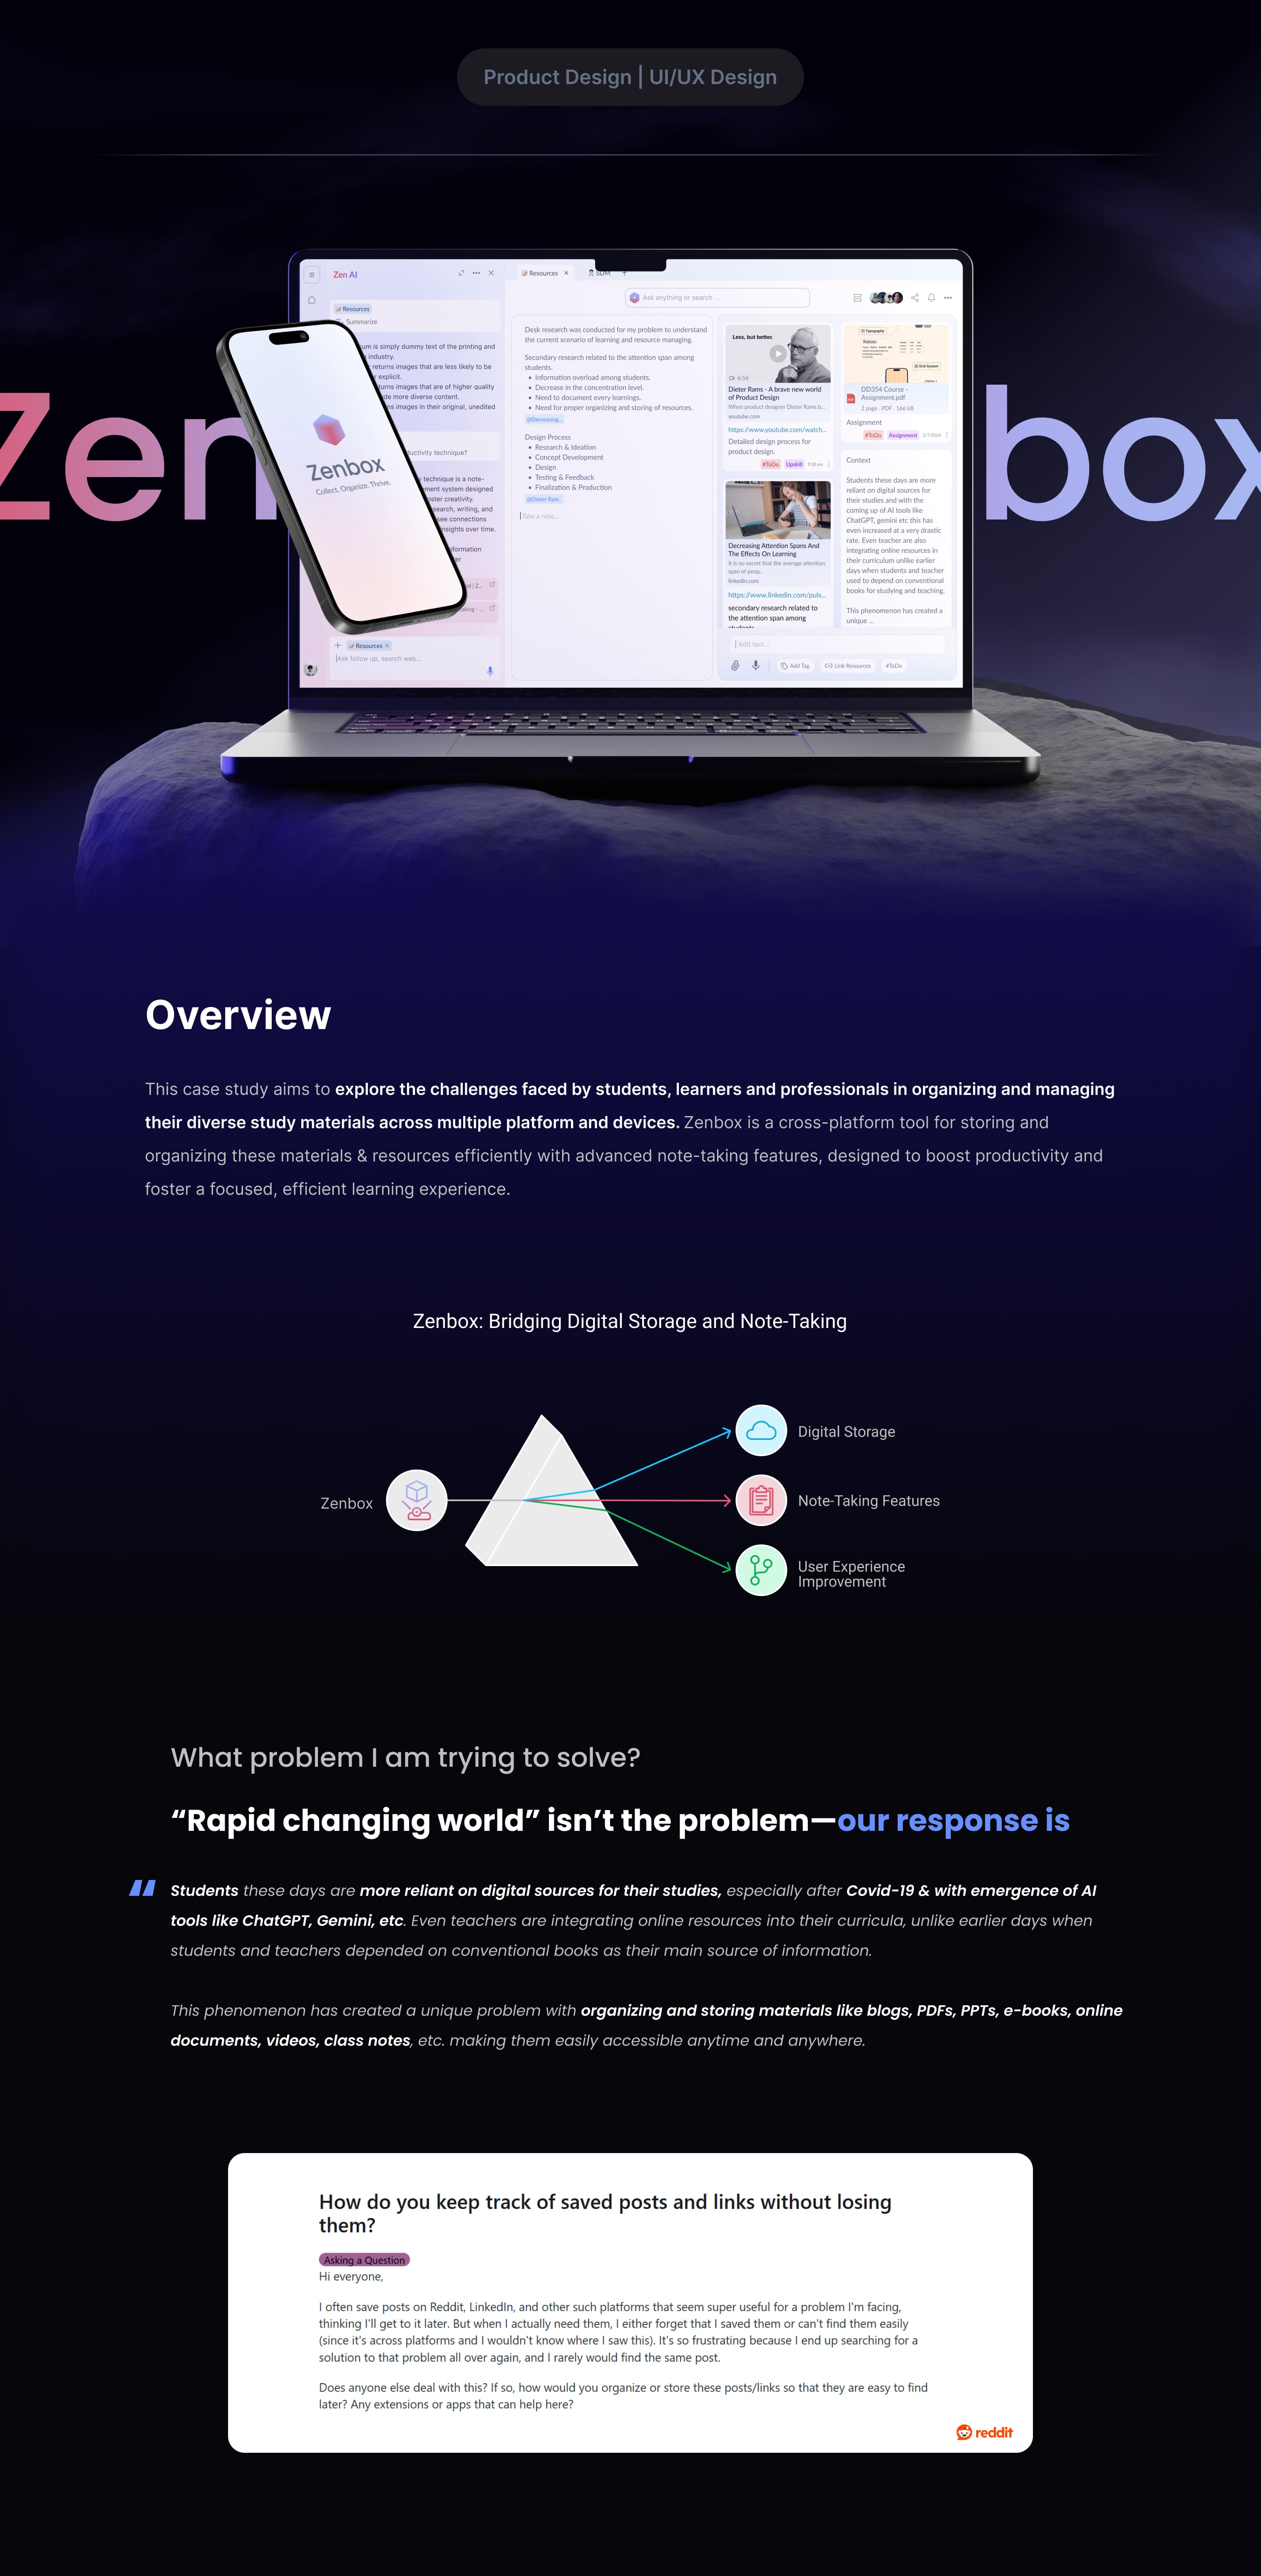 Product Design | UI/UX Design
Zen
box
Zen AI
Resources
Summarize
um is simply dummy text of the printing and
industry.
returns images that are less likely to be
explicit.
turns images that are of higher quality
de more diverse content.
ns images in their original, unedited
uctivity technique?
technique is a note-
ment system designed
oster creativity.
search, writing, and
see connections
nsights over time.
formation
Resources ×
Ask follow up, search web...
Zenbox
Collect. Organize. Thrive.
Resources ×
SDM
+
Ask anything or search . . .
Desk research was conducted for my problem to understand
the current scenario of learning and resource managing.
Secondary research related to the attention span among
students.
• Information overload among students.
• Decrease in the concentration level.
• Need to document every learnings.
• Need for proper organizing and storing of resources.
@Decreasing...
Design Process
• Research & Ideation
• Concept Development
• Design
• Testing & Feedback
• Finalization & Production
@Dieter Ram..
Take a note...
Less, but better.
6:56
Dieter Rams - A brave new world
of Product Design
When product designer Dieter Rams b...
youtube.com
https://www.youtube.com/watch...
Detailed design process for
product design.
#ToDo Upskill 9:30 pm
Decreasing Attention Spans And
The Effects On Learning
It is no secret that the average attention
span of peop..
linkedin.com
https://www.linkedin.com/puls...
secondary research related to
the attention span among
students
Typography
Roboto
Grid System
DD354 Course -
Assignment.pdf
2 page . PDF . 166 kB
Assignment
#ToDo Assignment 5/7/2024
Context
Students these days are more
reliant on digital sources for
their studies and with the
coming up of AI tools like
ChatGPT, gemini etc this has
even increased at a very drastic
rate. Even teacher are also
integrating online resources in
their curriculum unlike earlier
days when students and teacher
used to depend on conventional
books for studying and teaching.
This phenomenon has created a
unique ...
Add text...
Add Tag
Link Resources
#ToDo
Overview
This case study aims to explore the challenges faced by students, learners and professionals in organizing and managing
their diverse study materials across multiple platform and devices. Zenbox is a cross-platform tool for storing and
organizing these materials & resources efficiently with advanced note-taking features, designed to boost productivity and
foster a focused, efficient learning experience.
Zenbox: Bridging Digital Storage and Note-Taking
Zenbox
Digital Storage
Note-Taking Features
User Experience
Improvement
What problem I am trying to solve?
“Rapid changing world” isn’t the problem—our response is
Students these days are more reliant on digital sources for their studies, especially after Covid-19 & with emergence of AI
tools like ChatGPT, Gemini, etc. Even teachers are integrating online resources into their curricula, unlike earlier days when
students and teachers depended on conventional books as their main source of information.
This phenomenon has created a unique problem with organizing and storing materials like blogs, PDFs, PPTs, e-books, online
documents, videos, class notes, etc. making them easily accessible anytime and anywhere.
How do you keep track of saved posts and links without losing
them?
Asking a Question
Hi everyone,
I often save posts on Reddit, LinkedIn, and other such platforms that seem super useful for a problem I'm facing,
thinking I'll get to it later. But when I actually need them, I either forget that I saved them or can't find them easily
(since it's across platforms and I wouldn't know where I saw this). It's so frustrating because I end up searching for a
solution to that problem all over again, and I rarely would find the same post.
Does anyone else deal with this? If so, how would you organize or store these posts/links so that they are easy to find
later? Any extensions or apps that can help here?
reddit